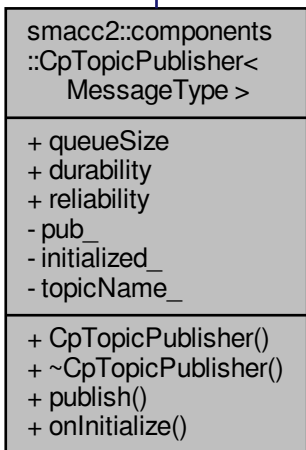 smacc2::components
::CpTopicPublisher<
MessageType >
+ queueSize
+ durability
+ reliability
- pub_
- initialized_
- topicName_
+ CpTopicPublisher()
+ ~CpTopicPublisher()
+ publish()
+ onInitialize()